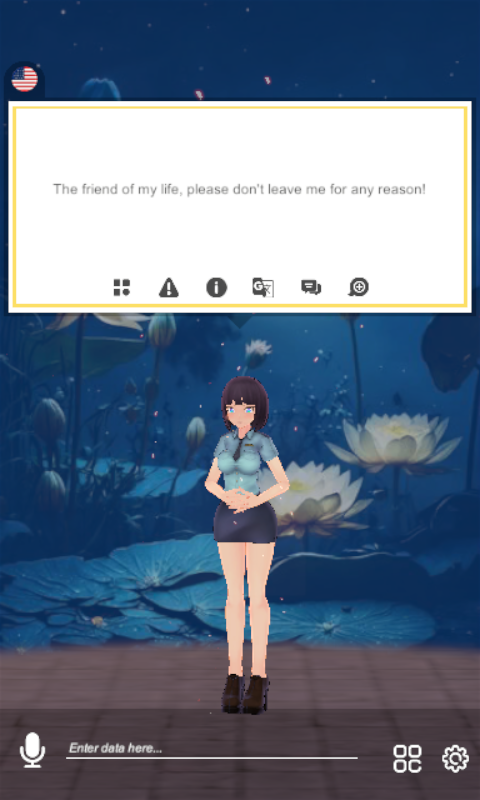 The friend of my life, please don't leave me for any reason!
Enter data here...